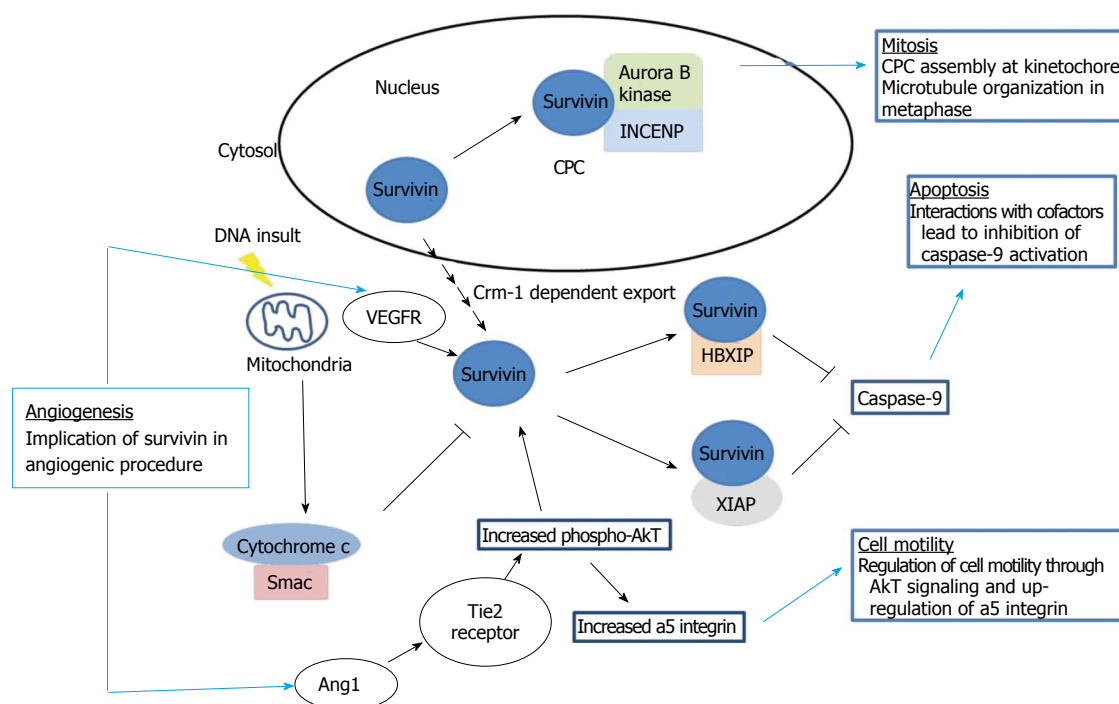 Mitosis
CPC assembly at kinetochore
Microtubule organization in
metaphase
Nucleus
Survivin
Aurora B
kinase
INCENP
CPC
Cytosol
Survivin
Apoptosis
Interactions with cofactors
lead to inhibition of
caspase-9 activation
DNA insult
Crm-1 dependent export
VEGFR
Mitochondria
Survivin
Survivin
HBXIP
Caspase-9
Angiogenesis
Implication of survivin in
angiogenic procedure
Survivin
XIAP
Cytochrome c
Smac
Increased phospho-AkT
Cell motility
Regulation of cell motility through
AkT signaling and up-
regulation of a5 integrin
Tie2
receptor
Increased a5 integrin
Ang1